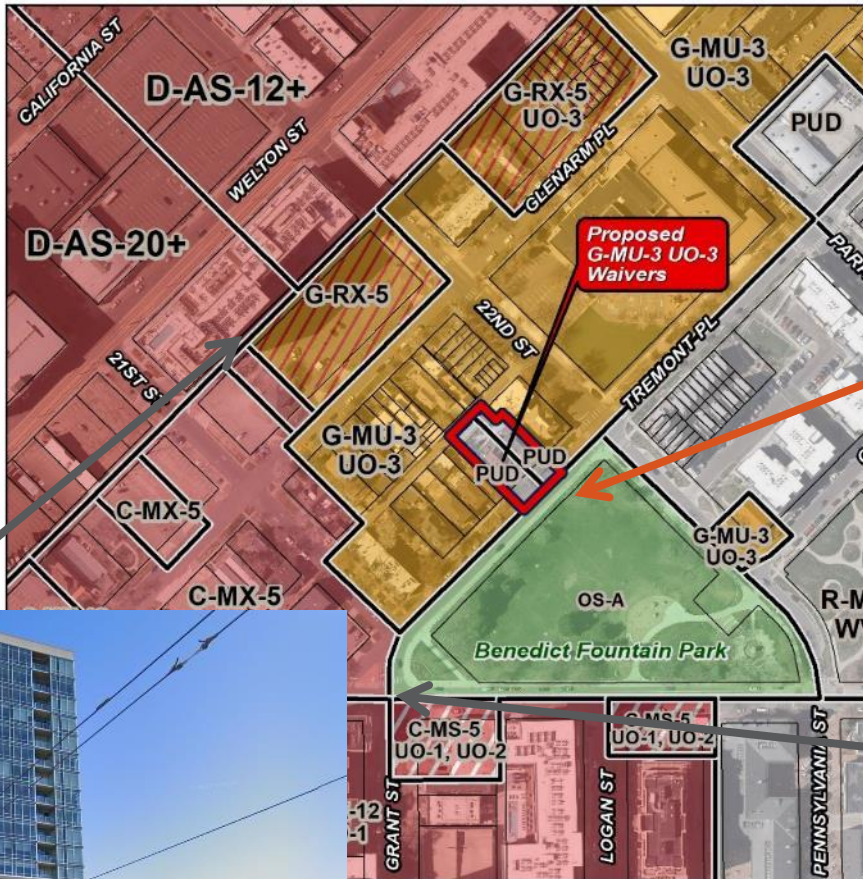 CALIFORNIA ST
D-AS-12+
WELTON ST
G-RX-5
UO-3
GLENARM PL
G-MU-3
UO-3
PUD
D-AS-20+
Proposed
G-MU-3 UO-3
Waivers
G-RX-5
22ND ST
TREMONT PL
21ST ST
G-MU-3
UO-3
PUD
PUD
C-MX-5
G-MU-3
UO-3
C-MX-5
OS-A
Benedict Fountain Park
C-MS-5
UO-1, UO-2
C-MS-5
UO-1, UO-2
GRANT ST
LOGAN ST
PENNSYLVANIA ST